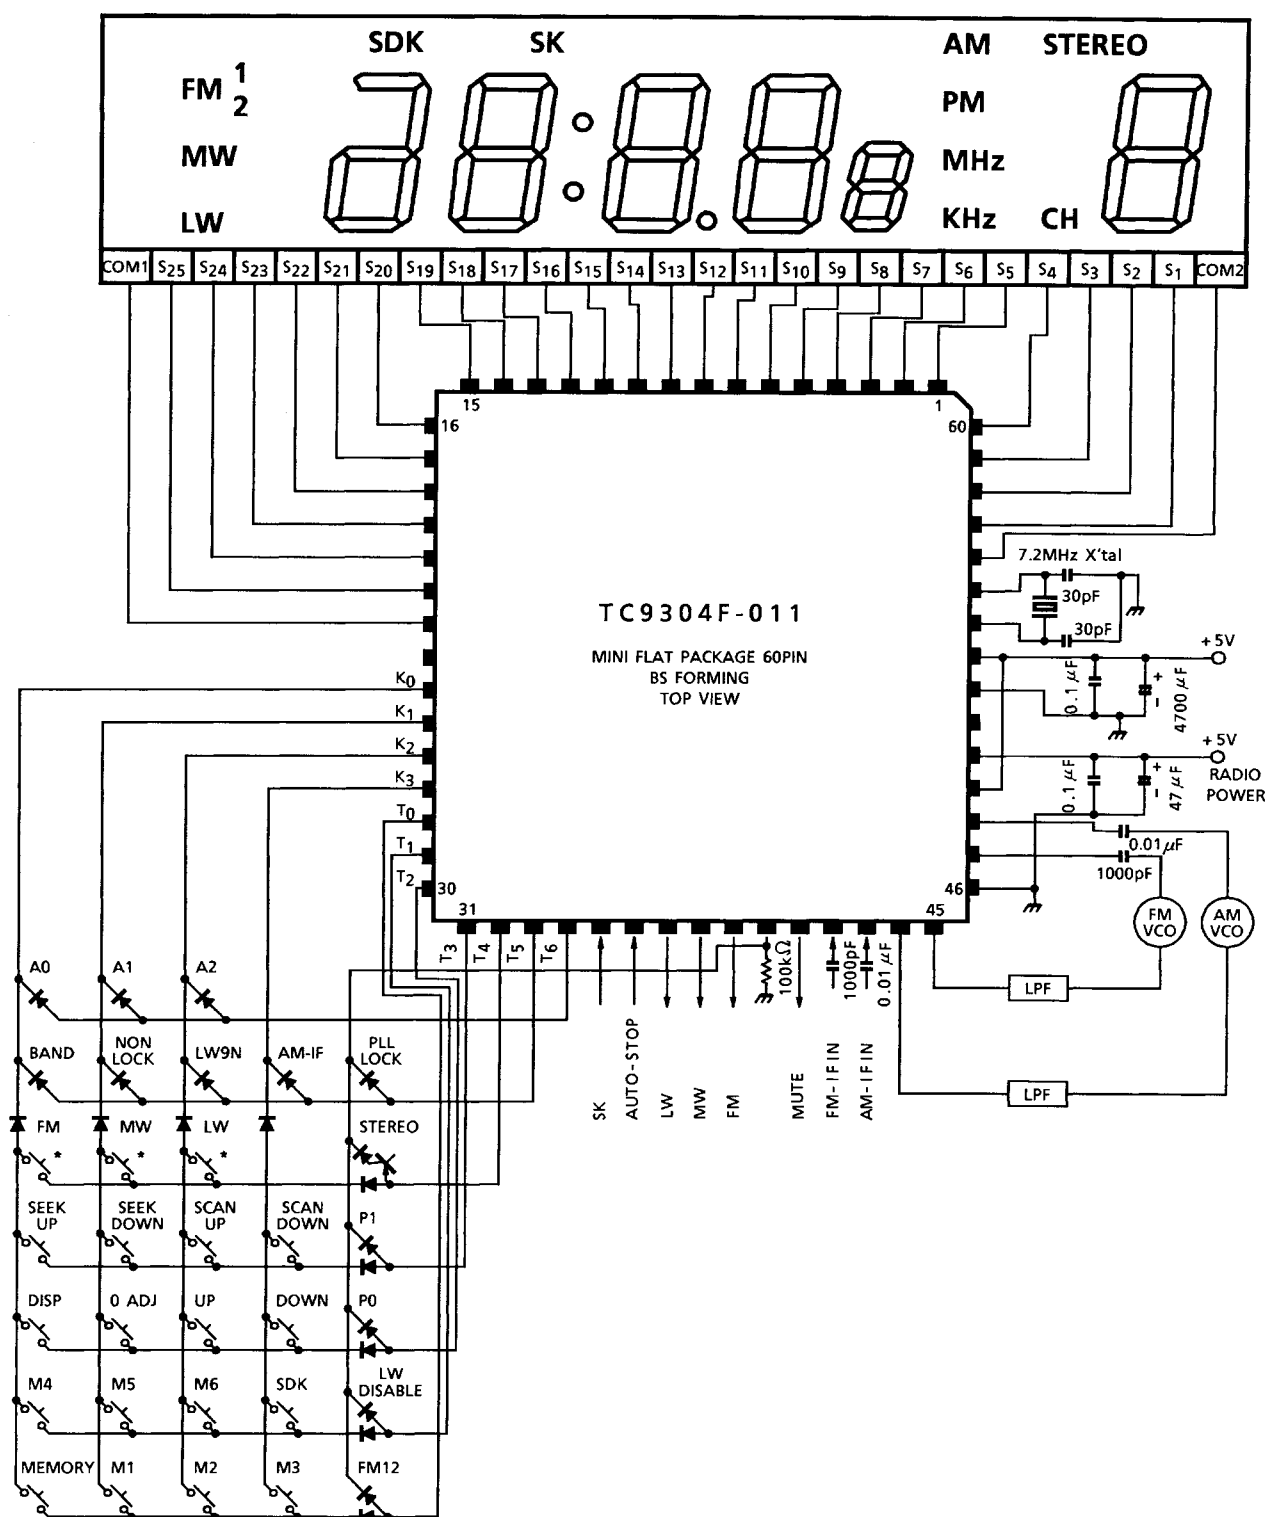 SDK SK AM STEREO
FM 1
2
PM
MW MHz
LW KHz CH
COM1 S25 S24 S23 S22 S21 S20 S19 S18 S17 S16 S15 S14 S13 S12 S11 S10 S9 S8 S7 S6 S5 S4 S3 S2 S1 COM2
15 1
16 60
7.2MHz X'tal
30pF
30pF
TC9304F-011
MINI FLAT PACKAGE 60PIN
BS FORMING
TOP VIEW
+5V
0.1μF
+
-
4700μF
+5V
RADIO
POWER
0.1μF
+
-
47μF
K0
K1
K2
K3
T0
T1
T2
0.01μF
1000pF
30 46
31 45
FM
VCO
AM
VCO
T3 T4 T5 T6
100kΩ
1000pF
0.01μF
LPF
LPF
SK
AUTO-STOP
LW
MW
FM
MUTE
FM-IFIN
AM-IFIN
A0 A1 A2
BAND NON
LOCK LW9N AM-IF PLL
LOCK
FM MW LW STEREO
* * *
SEEK
UP SEEK
DOWN SCAN
UP SCAN
DOWN P1
DISP 0 ADJ UP DOWN P0
M4 M5 M6 SDK LW
DISABLE
MEMORY M1 M2 M3 FM12